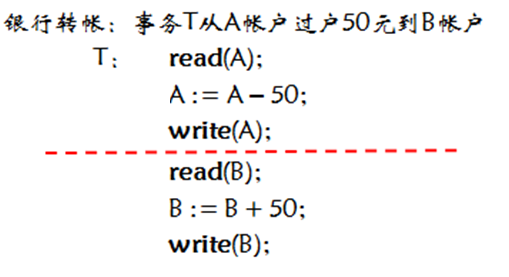 银行转帐：事务T从A帐户过户50元到B帐户
T： read(A);
A := A – 50;
write(A);
read(B);
B := B + 50;
write(B);